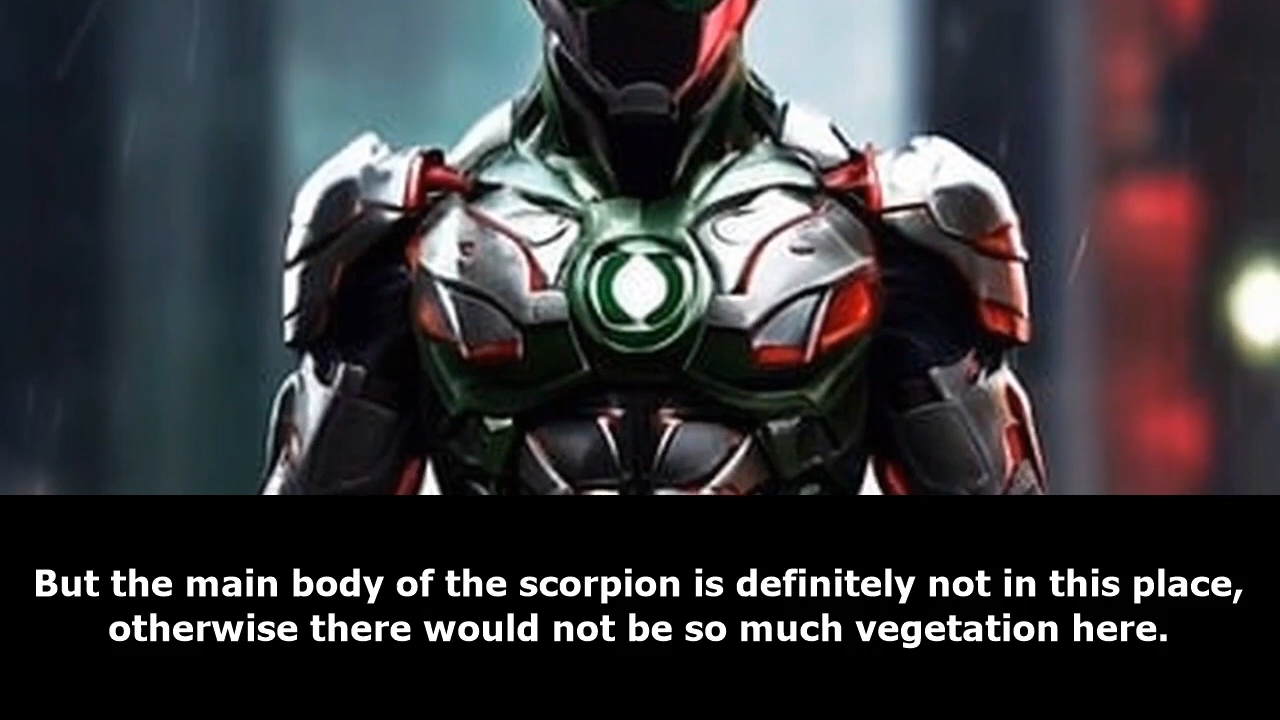 But the main body of the scorpion is definitely not in this place,
otherwise there would not be so much vegetation here.